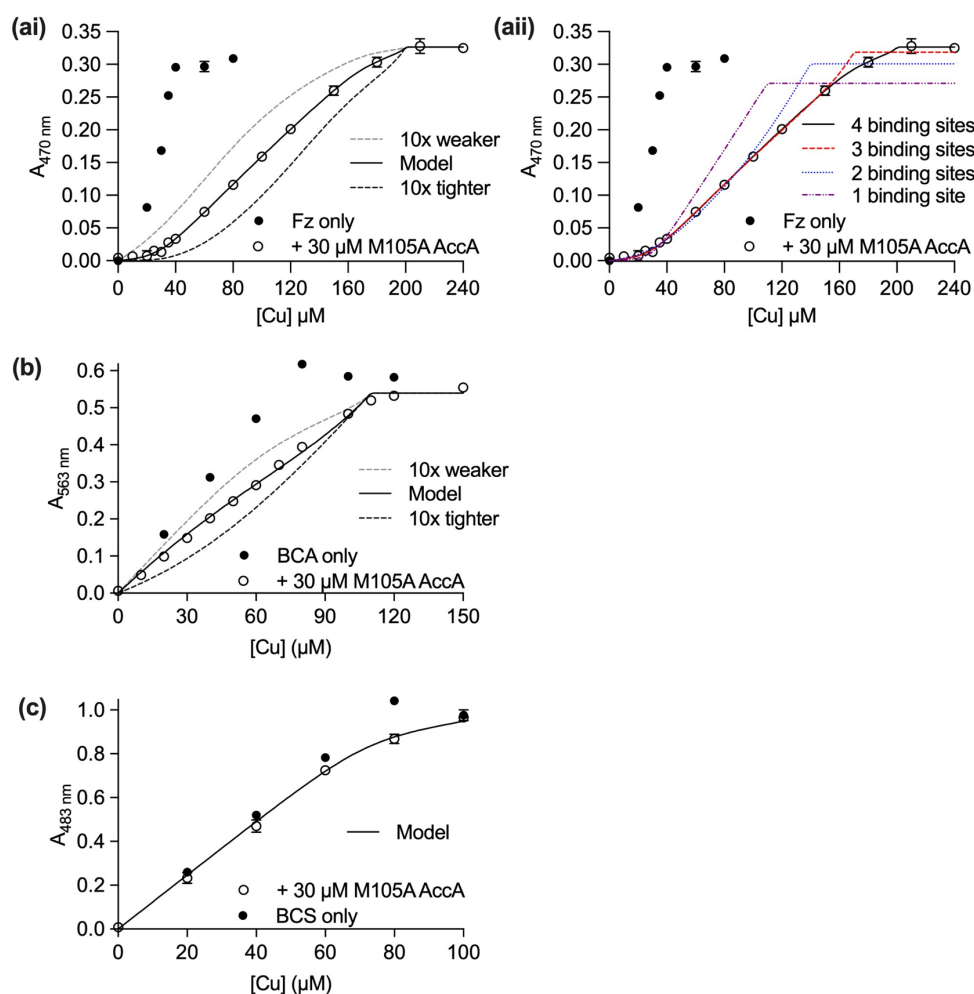 (ai)
0.35
0.30
0.25
0.20
0.15
0.10
0.05
0.00
A470 nm
10x weaker
Model
10x tighter
Fz only
+ 30 µM M105A AccA
0 40 80 120 160 200 240
[Cu] µM
(aii)
0.35
0.30
0.25
0.20
0.15
0.10
0.05
0.00
A470 nm
4 binding sites
3 binding sites
2 binding sites
1 binding site
Fz only
+ 30 µM M105A AccA
0 40 80 120 160 200 240
[Cu] µM
(b)
0.6
0.5
0.4
0.3
0.2
0.1
0.0
A563 nm
10x weaker
Model
10x tighter
BCA only
+ 30 µM M105A AccA
0 30 60 90 120 150
[Cu] (µM)
(c)
1.0
0.8
0.6
0.4
0.2
0.0
A483 nm
Model
+ 30 µM M105A AccA
BCS only
0 20 40 60 80 100
[Cu] (µM)